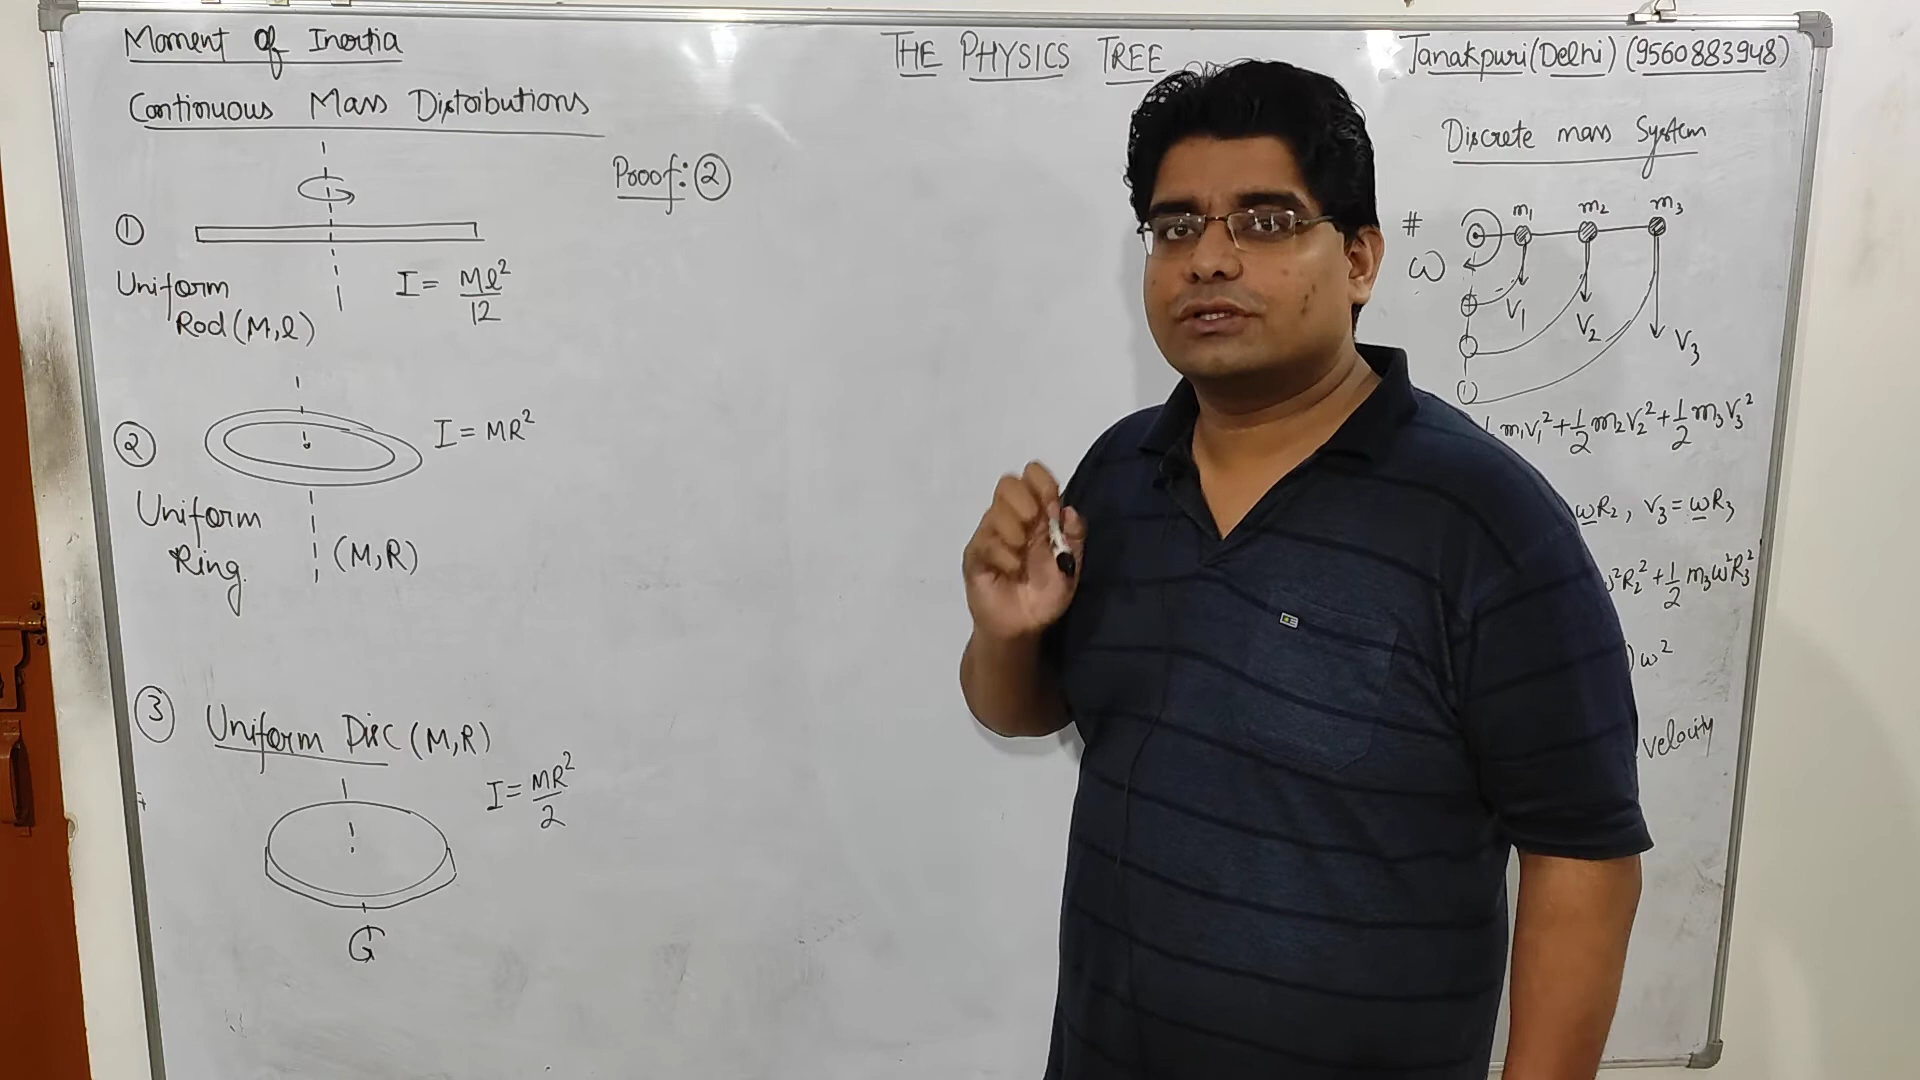 Moment of Inertia
Continuous Mass Distributions
①
Uniform
Rod (M,l)
I = Ml²/12
②
I = MR²
Uniform
Ring
(M,R)
③ Uniform Disc (M,R)
I = MR²/2
Proof: ②
THE PHYSICS TREE
Janakpuri (Delhi) (9560883948)
Discrete mass System
# m₁ m₂ m₃
ω
V₁ V₂ V₃
m₁v₁² + 1/2 m₂v₂² + 1/2 m₃v₃²
ωR₂, v₃ = ωR₃
ω²R₂² + 1/2 m₃ω²R₃²
) ω²
velocity